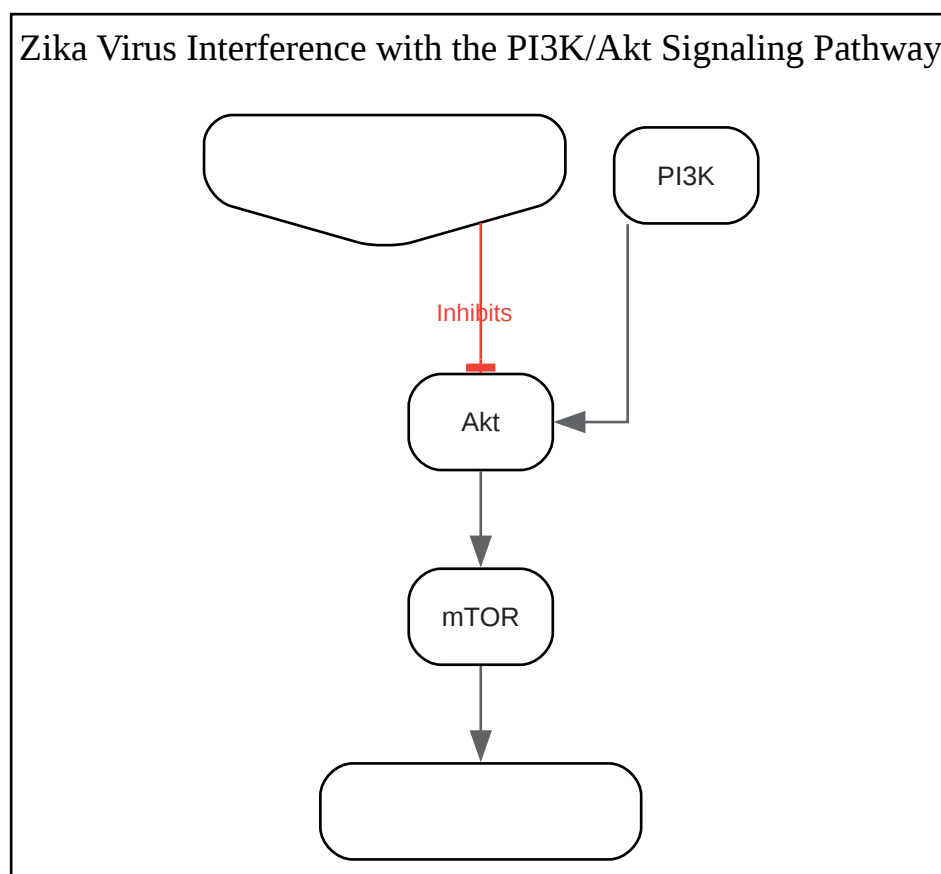 Zika Virus Interference with the PI3K/Akt Signaling Pathway
PI3K
Inhibits
Akt
mTOR